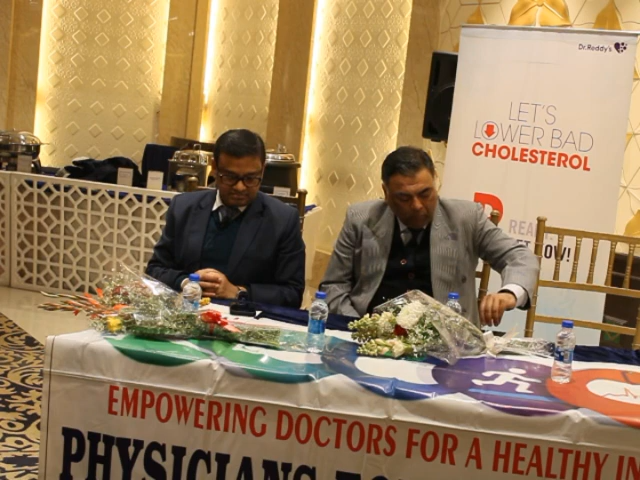 Dr.Reddy's
LET'S
LOWER BAD
CHOLESTEROL
EMPOWERING DOCTORS FOR A HEALTHY IN
PHYSICIANS